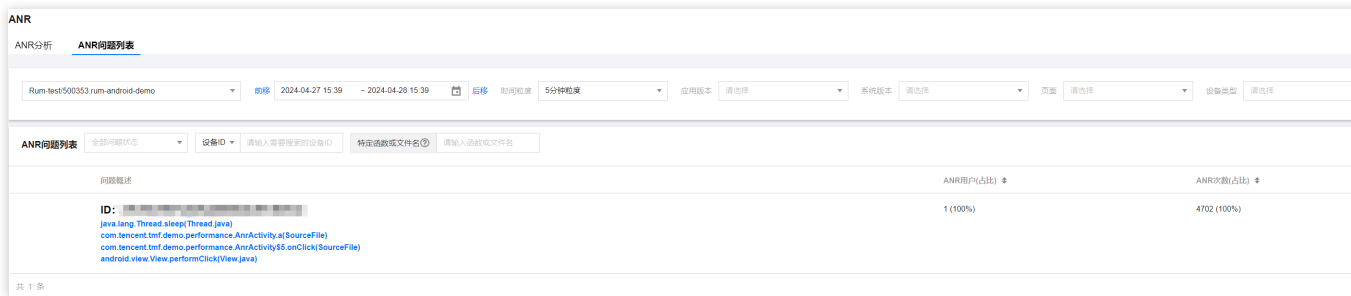 ANR
ANR分析 ANR问题列表
Rum-test/500353.rum-android-demo 前移 2024-04-27 15:39 ~ 2024-04-28 15:39 后移 时间粒度 5分钟粒度 应用版本 请选择 系统版本 请选择 页面 请选择 设备类型 请选择
ANR问题列表 全部问题状态 设备ID 请输入需要搜索的设备ID 特定函数或文件名 请输入函数或文件名
问题概述 ANR用户(占比) ANR次数(占比)
ID: 1 (100%) 4702 (100%)
java.lang.Thread.sleep(Thread.java)
com.tencent.tmf.demo.performance.AnrActivity.a(SourceFile)
com.tencent.tmf.demo.performance.AnrActivity$5.onClick(SourceFile)
android.view.View.performClick(View.java)
共 1 条